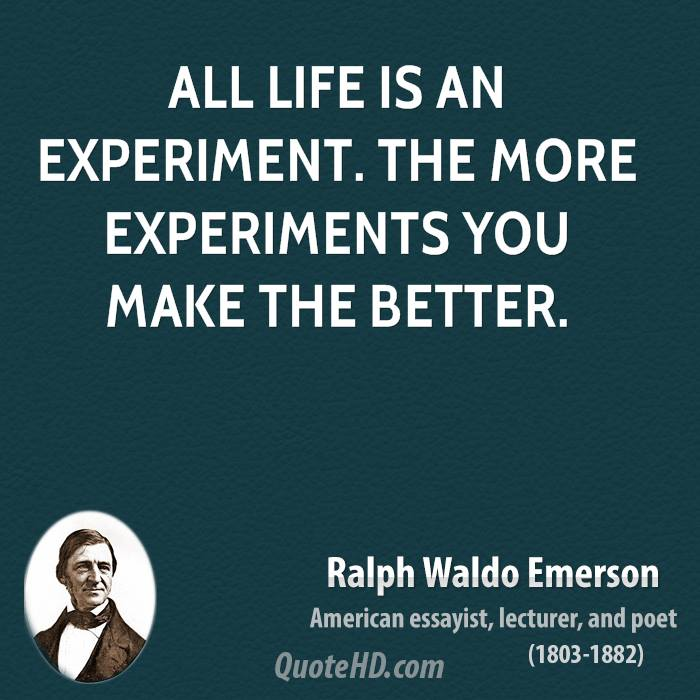 ALL LIFE IS AN
EXPERIMENT. THE MORE
EXPERIMENTS YOU
MAKE THE BETTER.
Ralph Waldo Emerson
American essayist, lecturer, and poet
(1803-1882)
QuoteHD.com